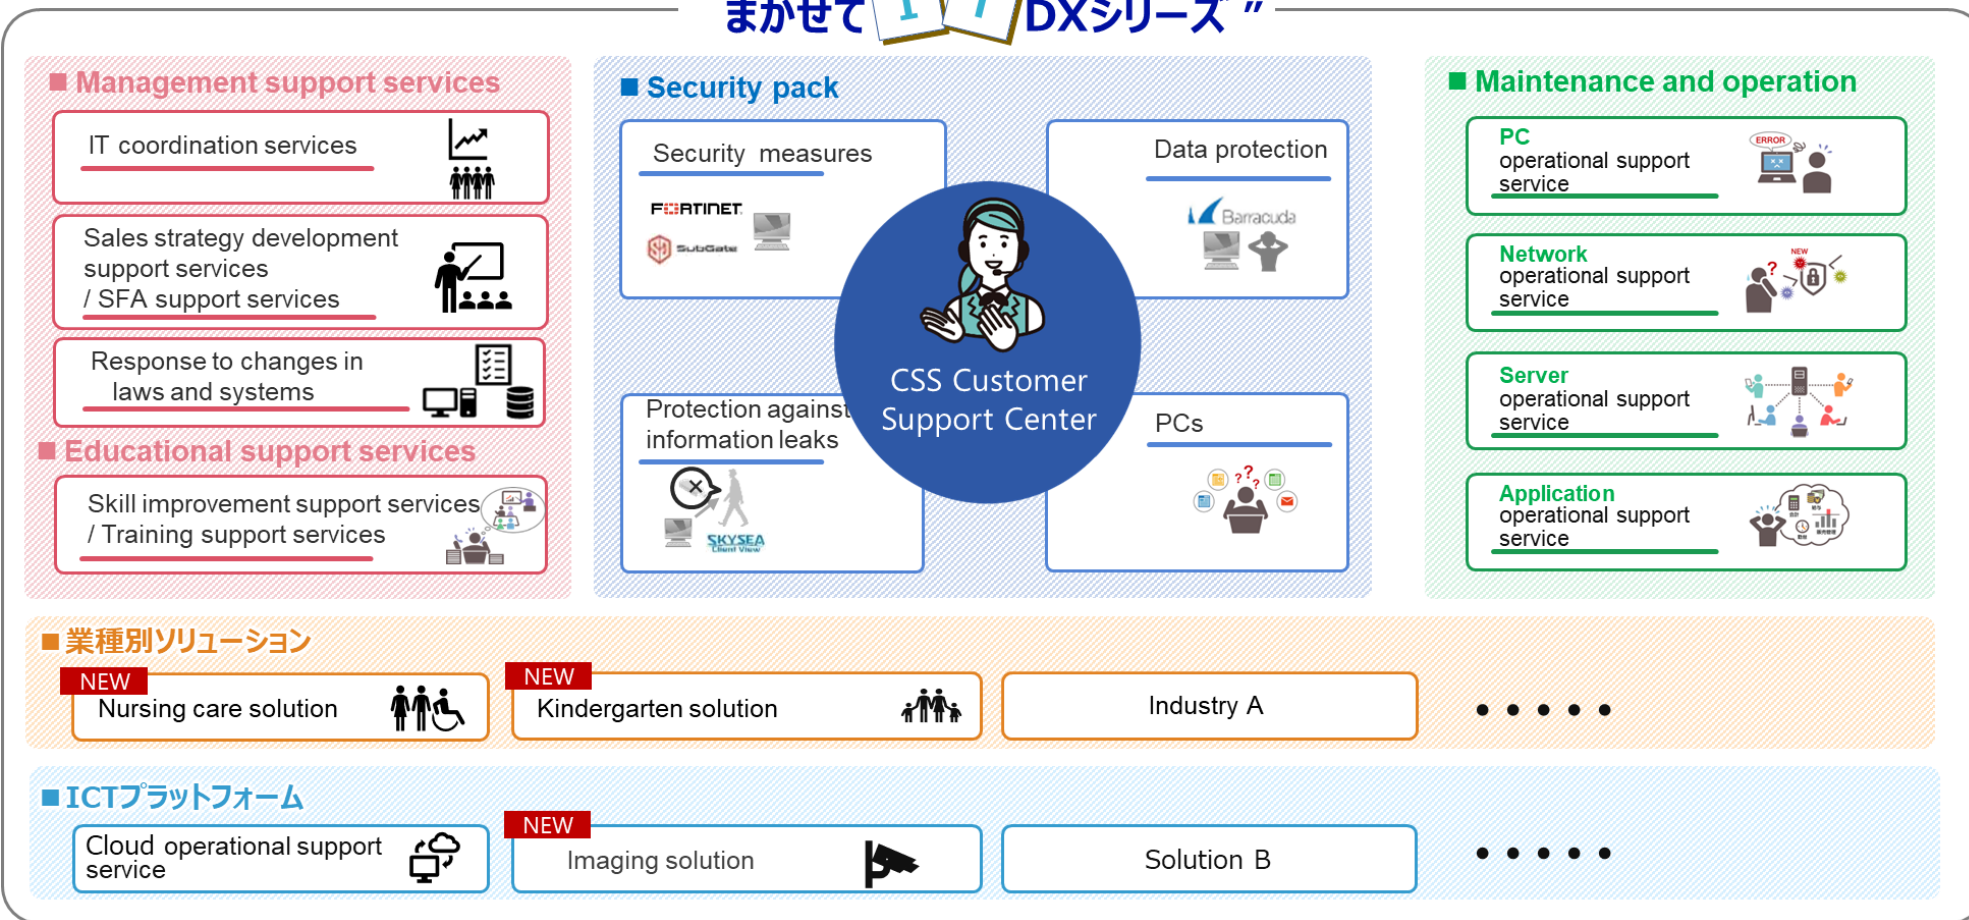 まかせて IT DXシリーズ ”
■ Management support services
IT coordination services
Sales strategy development
support services
/ SFA support services
Response to changes in
laws and systems
■ Educational support services
Skill improvement support services
/ Training support services
■ Security pack
Security measures
FORTINET
SubGate
Data protection
Barracuda
CSS Customer
Support Center
Protection against
information leaks
SKYSEA
Client View
PCs
■ Maintenance and operation
PC
operational support
service
ERROR
Network
operational support
service
NEW
Server
operational support
service
Application
operational support
service
■ 業種別ソリューション
NEW
Nursing care solution
NEW
Kindergarten solution
Industry A
• • • • •
■ ICTプラットフォーム
Cloud operational support
service
NEW
Imaging solution
Solution B
• • • • •